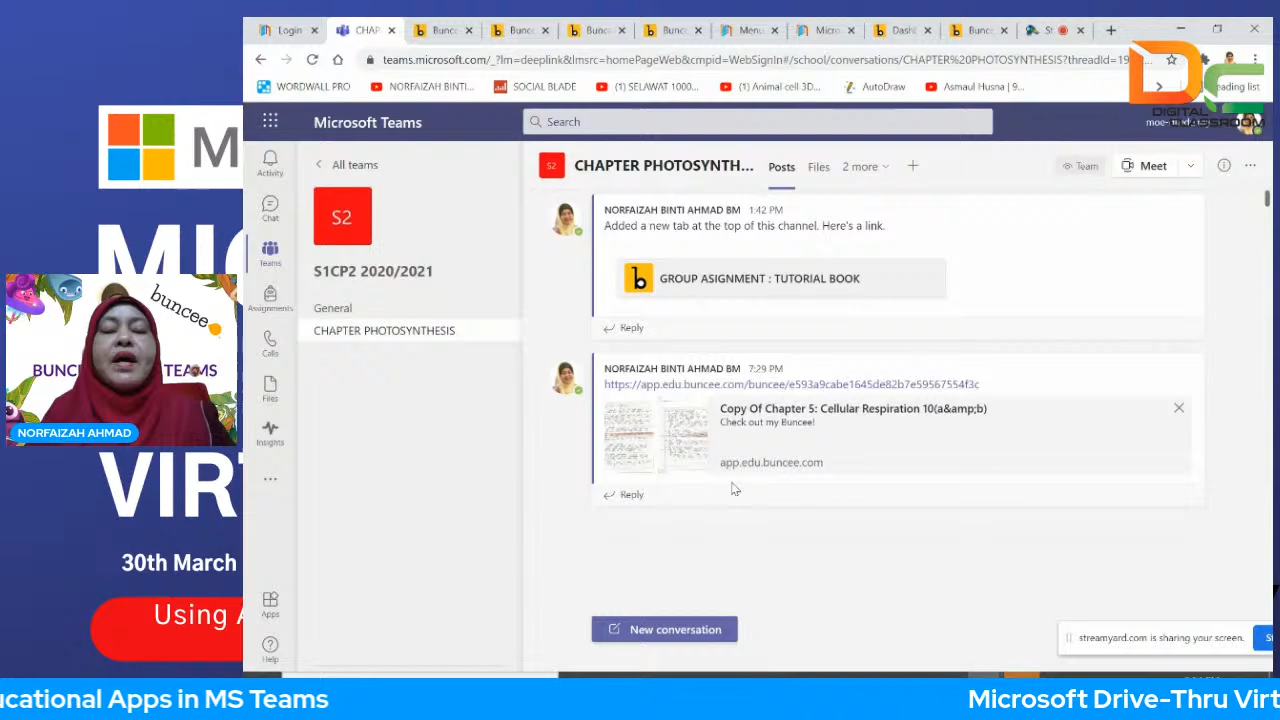 Login
CHAP
Bunce
Bunce
Bunce
Bunce
Menu
Micro
Dashl
Bunce
St
teams.microsoft.com/_?lm=deeplink&lmsrc=homePageWeb&cmpid=WebSignIn#/school/conversations/CHAPTER%20PHOTOSYNTHESIS?threadId=19...
WORDWALL PRO
NORFAIZAH BINTI...
SOCIAL BLADE
(1) SELAWAT 1000...
(1) Animal cell 3D...
AutoDraw
Asmaul Husna | 9...
eading list
DIGITAL
CLASSROOM
Microsoft Teams
Search
M
Activity
Chat
Teams
Assignments
Calls
Files
Insights
Apps
Help
All teams
S2
S1CP2 2020/2021
General
CHAPTER PHOTOSYNTHESIS
S2
CHAPTER PHOTOSYNTH...
Posts
Files
2 more
Team
Meet
NORFAIZAH BINTI AHMAD BM 1:42 PM
Added a new tab at the top of this channel. Here's a link.
b GROUP ASIGNMENT : TUTORIAL BOOK
Reply
NORFAIZAH BINTI AHMAD BM 7:29 PM
https://app.edu.buncee.com/buncee/e593a9cabe1645de82b7e59567554f3c
Copy Of Chapter 5: Cellular Respiration 10(a&amp;b)
Check out my Buncee!
app.edu.buncee.com
Reply
New conversation
streamyard.com is sharing your screen.
MI
buncee
BUNC
TEAMS
NORFAIZAH AHMAD
VIRT
30th March
Using A
ucational Apps in MS Teams
Microsoft Drive-Thru Virt